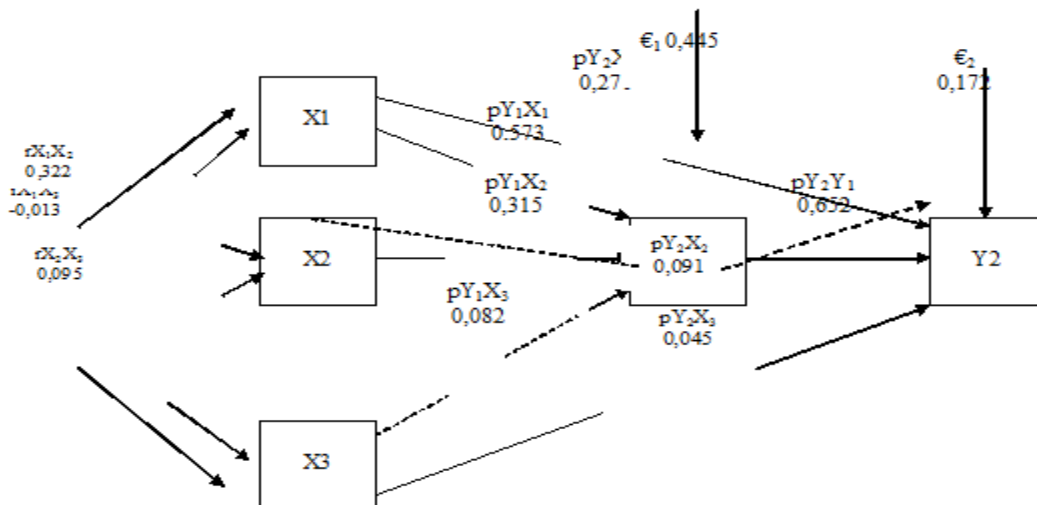 €₁ 0,445
€₂
0,172
0,27
X1
pY₁X₁
0.573
rX₁X₂
0,322
-0,013
pY₁X₂
0,315
pY₂Y₁
0,652
rX₂X₃
0,095
X2
pY₂X₂
0,091
Y2
pY₁X₃
0,082
pY₂X₃
0,045
X3